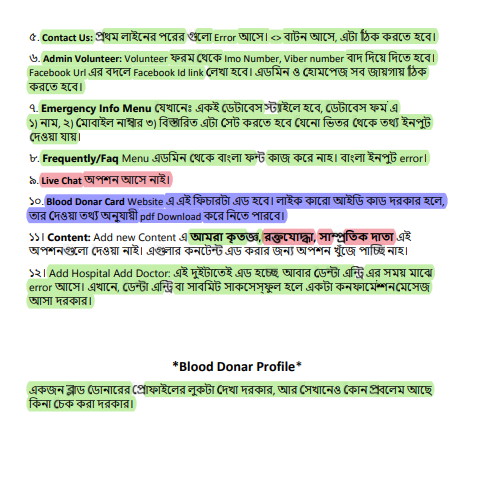 ৫. Contact Us: প্রথম লাইনের পরের গুলো Error আসে। <> বাটন আসে, এটা ঠিক করতে হবে।
৬. Admin Volunteer: Volunteer ফরম থেকে Imo Number, Viber number বাদ দিয়ে দিতে হবে।
Facebook Url এর বদলে Facebook Id link লেখা হবে। এডমিন ও হোমপেজ সব জায়গায় ঠিক
করতে হবে।
৭. Emergency Info Menu যেখানেঃ একই ডেটাবেস স্ট্যাইলে হবে, ডেটাবেস ফর্ম এ
১) নাম, ২) মোবাইল নাম্বার ৩) বিস্তারিত এটা সেট করতে হবে যেনো ভিতর থেকে তথ্য ইনপুট
দেওয়া যায়।
৮. Frequently/Faq Menu এডমিন থেকে বাংলা ফন্ট কাজ করে নাহ। বাংলা ইনপুট error।
৯. Live Chat অপশন আসে নাই।
১০. Blood Donar Card Website এ এই ফিচারটা এড হবে। লাইক কারো আইডি কাড দরকার হলে,
তার দেওয়া তথ্য অনুযায়ী pdf Download করে নিতে পারবে।
১১। Content: Add new Content এ আমরা কৃতজ্ঞ, রক্তযোদ্ধা, সাম্প্রতিক দাতা এই
অপশনগুলো দেওয়া নাই। এগুলার কনটেন্ট এড করার জন্য অপশন খুঁজে পাচ্ছি নাহ।
১২। Add Hospital Add Doctor: এই দুইটাতেই এড হচ্ছে আবার ডেন্টা এন্ট্রি এর সময় মাঝে
error আসে। এখানে, ডেন্টা এন্ট্রি বা সাবমিট সাকসেস্ফুল হলে একটা কনফার্মেশন মেসেজ
আসা দরকার।
*Blood Donar Profile*
একজন ব্লাড ডোনারের প্রোফাইলের লুকটা দেখা দরকার, আর সেখানেও কোন প্রবলেম আছে
কিনা চেক করা দরকার।